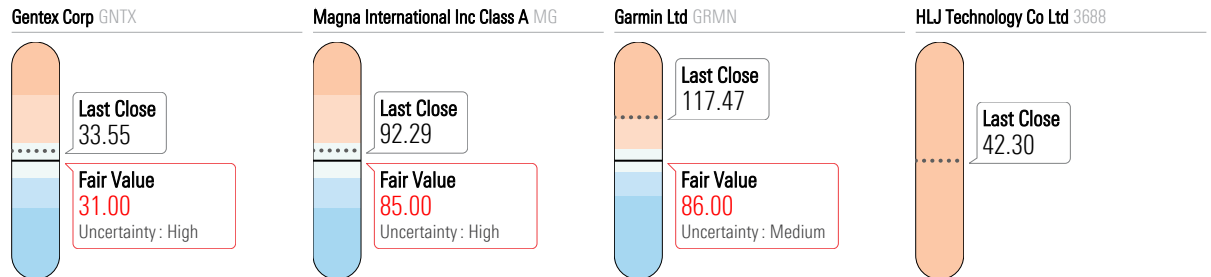 Gentex Corp GNTX
Last Close
33.55
Fair Value
31.00
Uncertainty : High
Magna International Inc Class A MG
Last Close
92.29
Fair Value
85.00
Uncertainty : High
Garmin Ltd GRMN
Last Close
117.47
Fair Value
86.00
Uncertainty : Medium
HLJ Technology Co Ltd 3688
Last Close
42.30